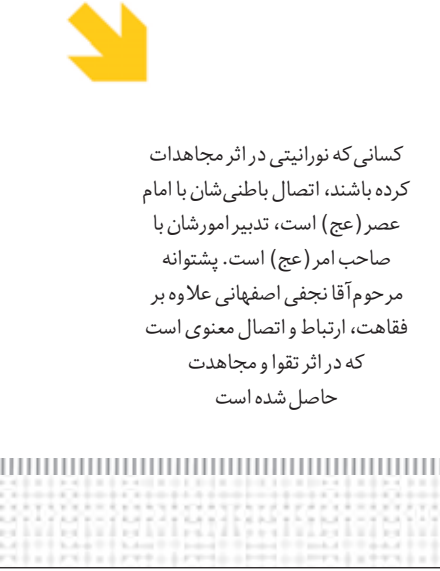 کسانی‌که نورانیتی در اثر مجاهدات
کرده باشند، اتصال باطنی‌شان با امام
عصر(عج) است، تدبیر امورشان با
صاحب امر(عج) است. پشتوانه
مرحوم‌آقا نجفی اصفهانی علاوه بر
فقاهت، ارتباط و اتصال معنوی است
که در اثر تقوا و مجاهدت
حاصل شده است